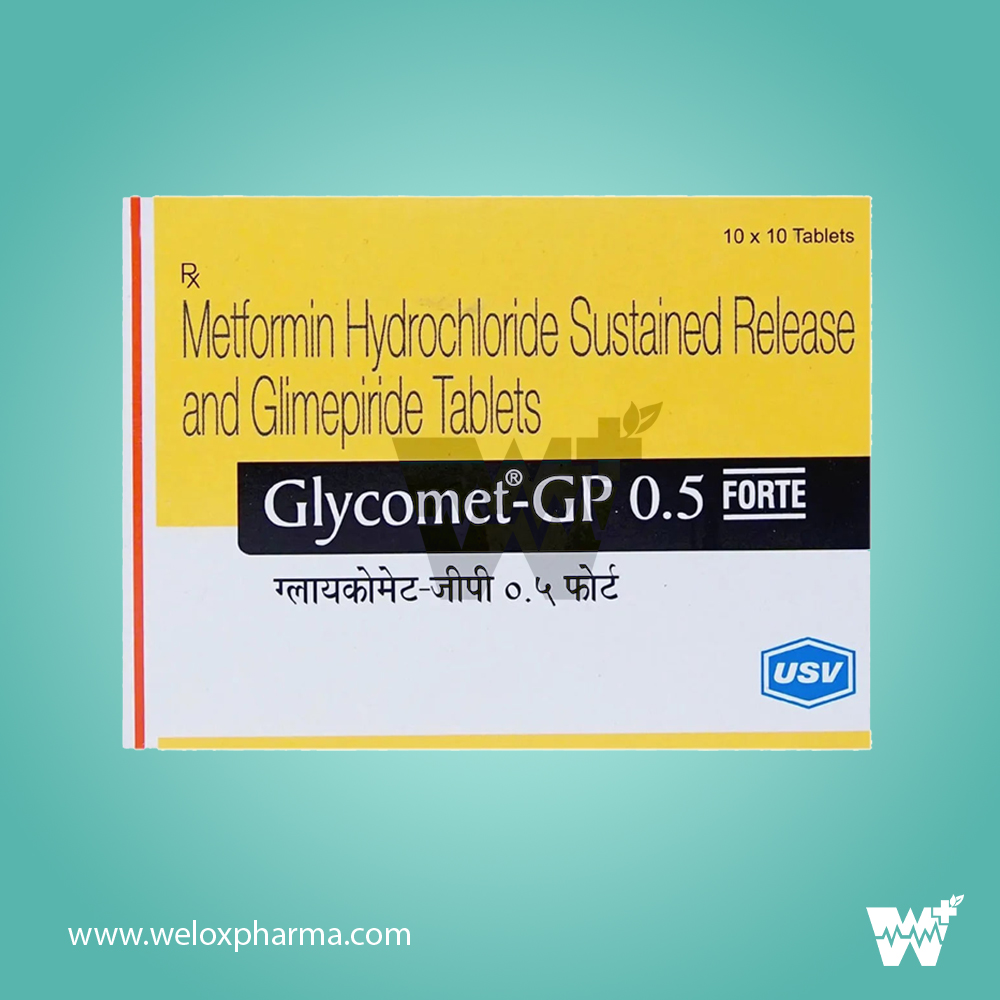 10 x 10 Tablets
Rx
Metformin Hydrochloride Sustained Release
and Glimepiride Tablets
Glycomet®-GP 0.5 FORTE
ग्लायकोमेट-जीपी ०.५ फोर्ट
USV
www.weloxpharma.com
W+